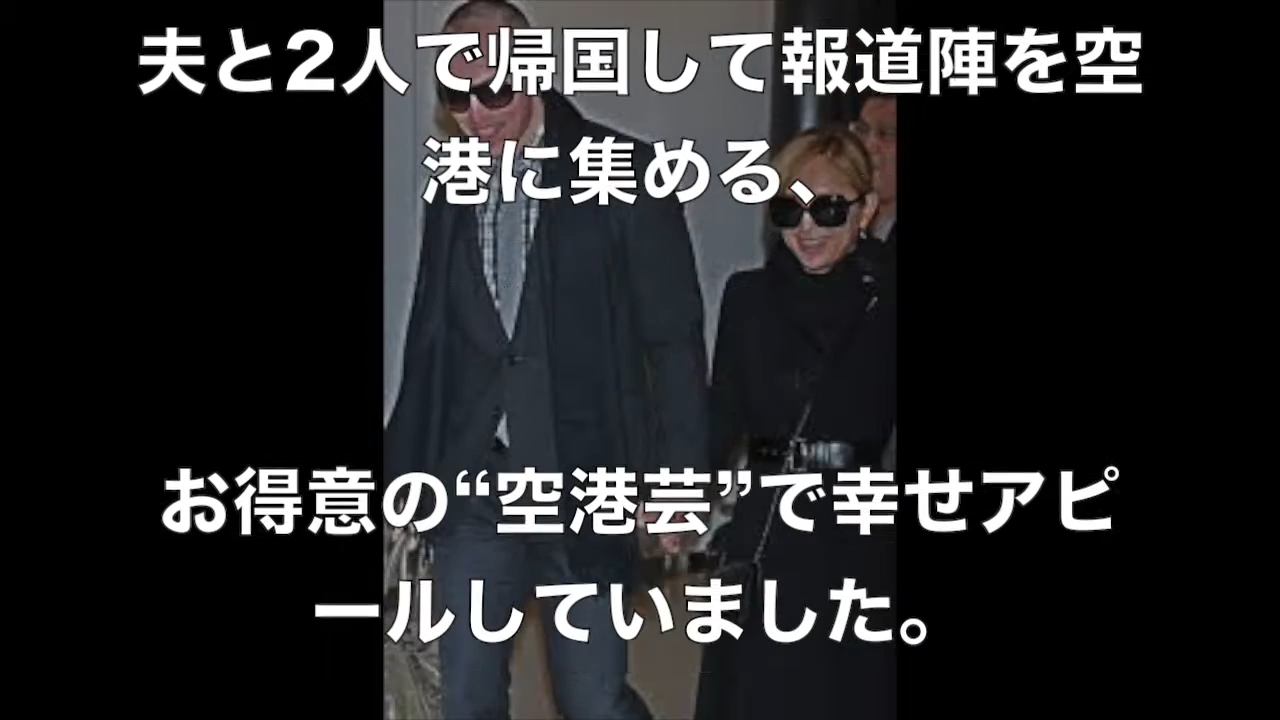 夫と2人で帰国して報道陣を空
港に集める、
お得意の“空港芸”で幸せアピ
ールしていました。